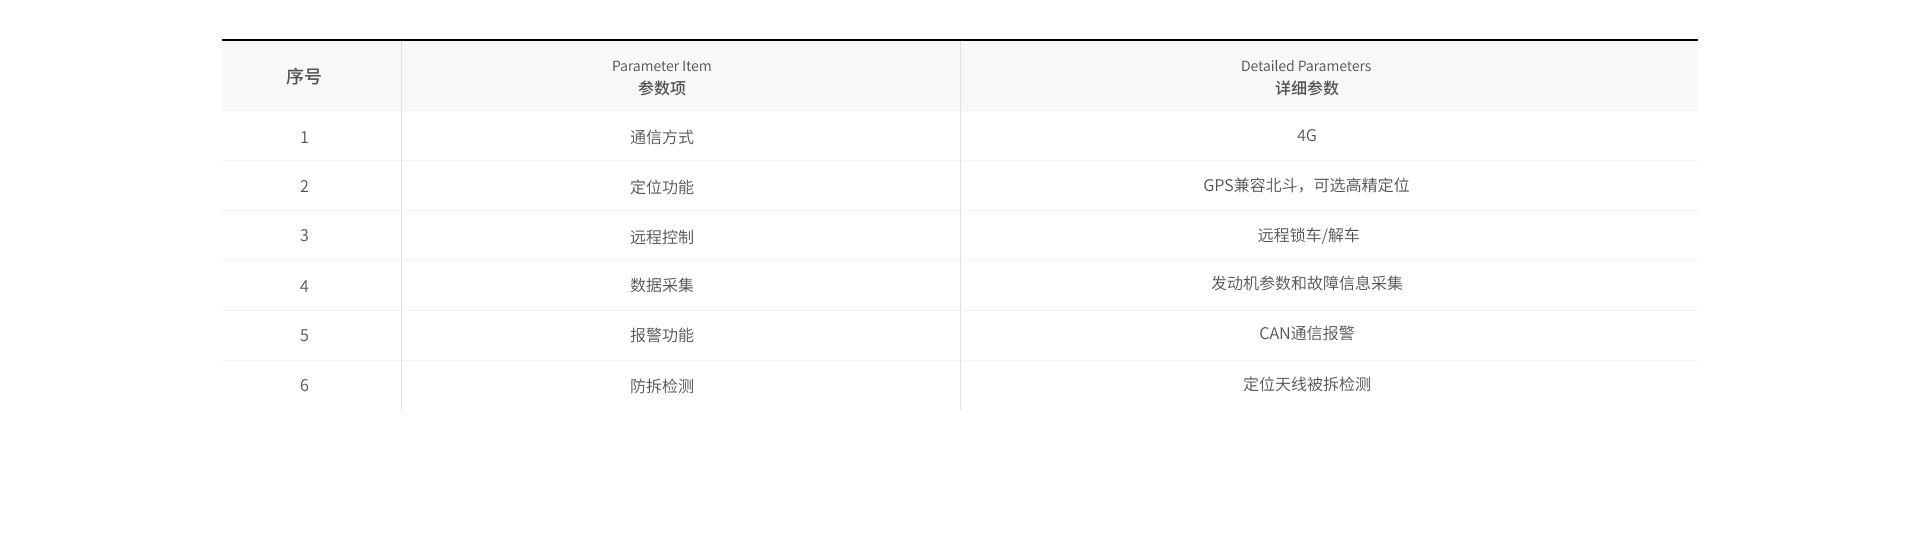 序号
Parameter Item
参数项
Detailed Parameters
详细参数
1
通信方式
4G
2
定位功能
GPS兼容北斗，可选高精定位
3
远程控制
远程锁车/解车
4
数据采集
发动机参数和故障信息采集
5
报警功能
CAN通信报警
6
防拆检测
定位天线被拆检测